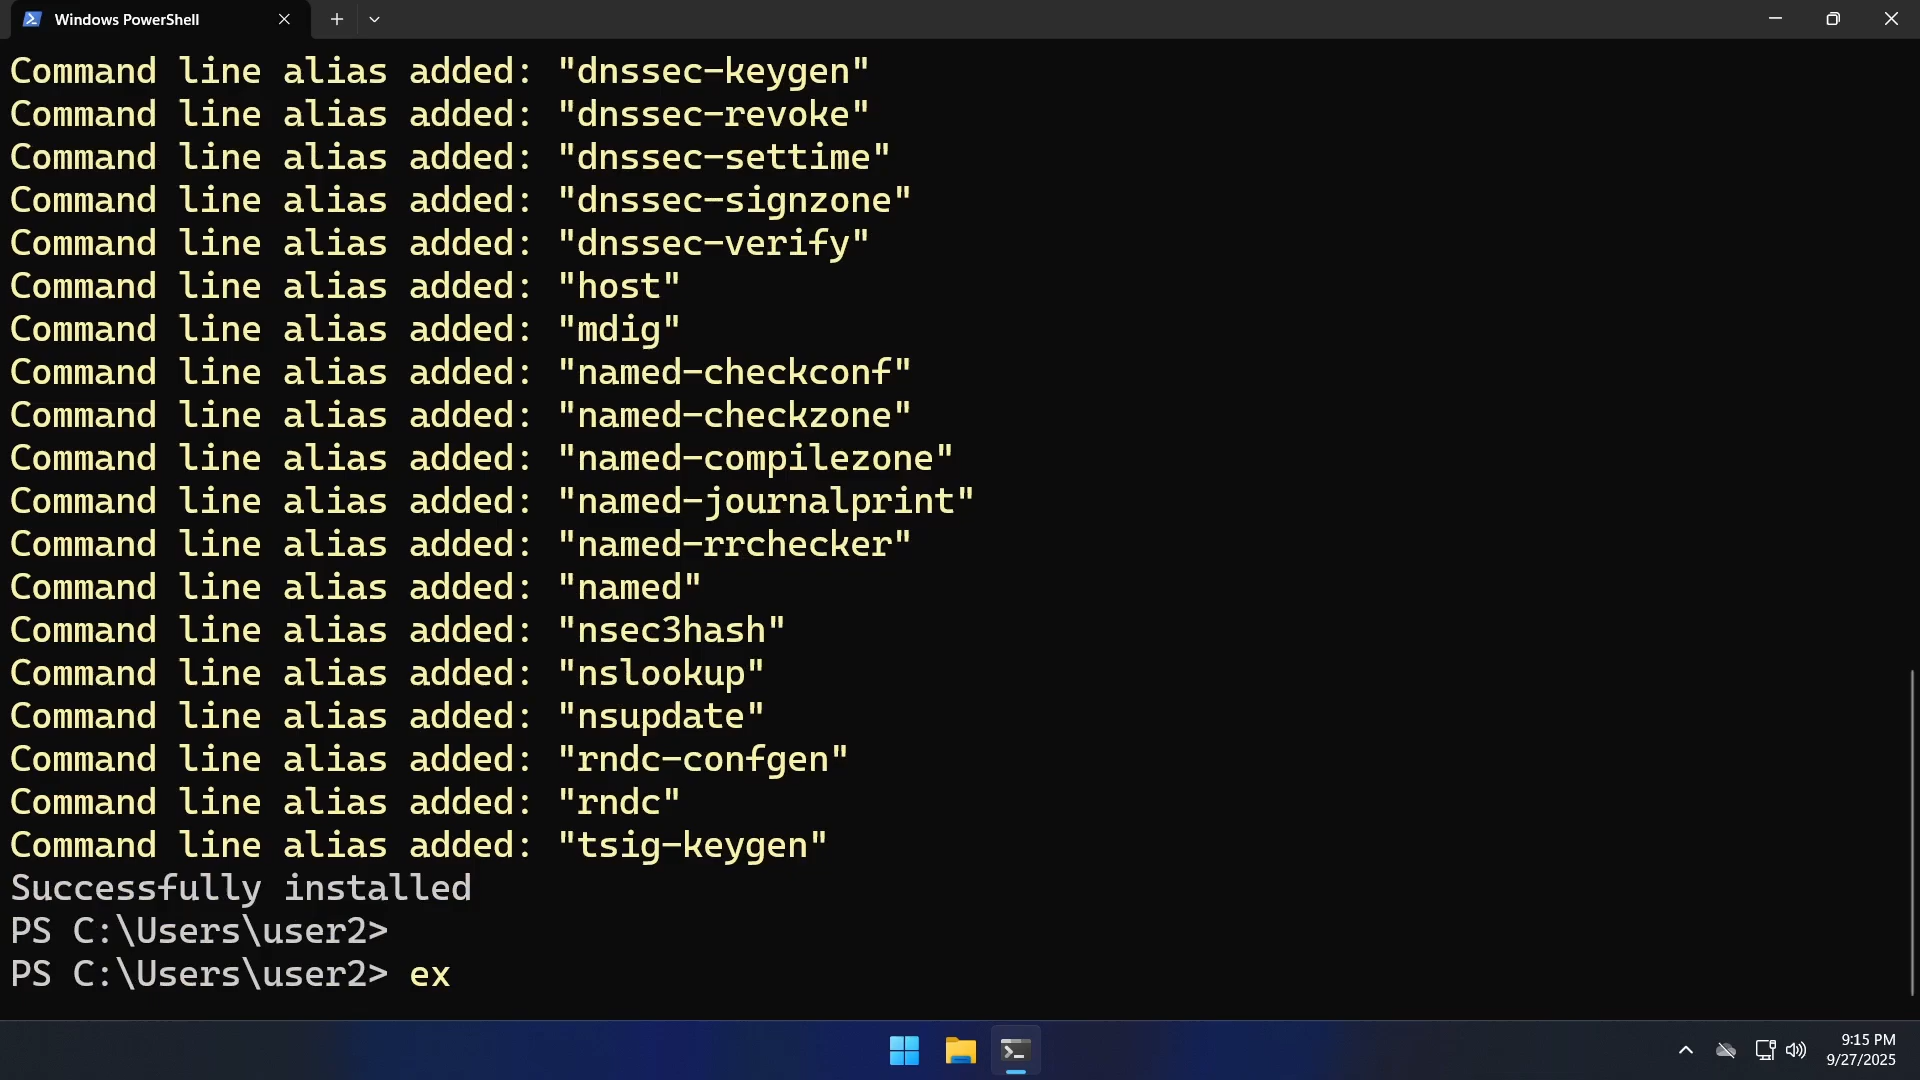 Windows PowerShell
Command line alias added: "dnssec-keygen"
Command line alias added: "dnssec-revoke"
Command line alias added: "dnssec-settime"
Command line alias added: "dnssec-signzone"
Command line alias added: "dnssec-verify"
Command line alias added: "host"
Command line alias added: "mdig"
Command line alias added: "named-checkconf"
Command line alias added: "named-checkzone"
Command line alias added: "named-compilezone"
Command line alias added: "named-journalprint"
Command line alias added: "named-rrchecker"
Command line alias added: "named"
Command line alias added: "nsec3hash"
Command line alias added: "nslookup"
Command line alias added: "nsupdate"
Command line alias added: "rndc-confgen"
Command line alias added: "rndc"
Command line alias added: "tsig-keygen"
Successfully installed
PS C:\Users\user2>
PS C:\Users\user2> ex
9:15 PM
9/27/2025